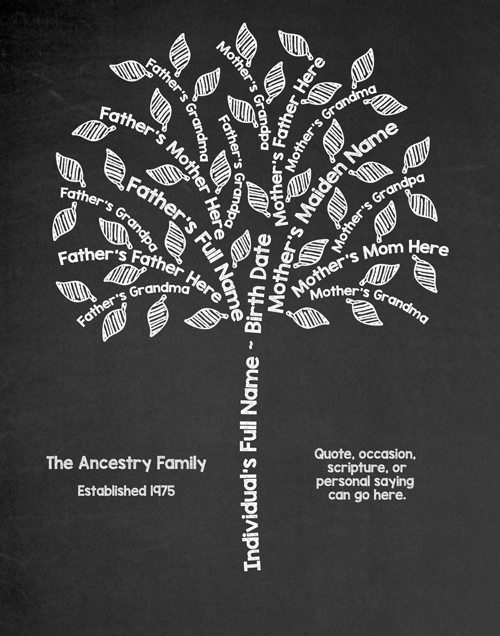 Father's Grandma
Mother's Grandpa
Mother's Father Here
Mother's Grandma
Father's Mother Here
Father's Grandpa
Mother's Maiden Name
Father's Full Name
Father's Grandpa
Mother's Grandpa
Father's Father Here
Mother's Mom Here
Father's Grandma
Mother's Grandma
Individual's Full Name ~ Birth Date
The Ancestry Family
Established 1975
Quote, occasion,
scripture, or
personal saying
can go here.